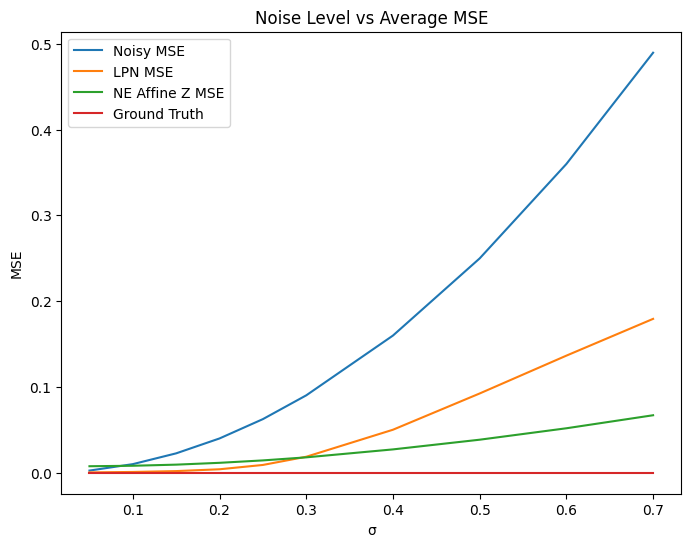 Noise Level vs Average MSE
Noisy MSE
LPN MSE
NE Affine Z MSE
Ground Truth
MSE
0.5
0.4
0.3
0.2
0.1
0.0
0.1 0.2 0.3 0.4 0.5 0.6 0.7
σ